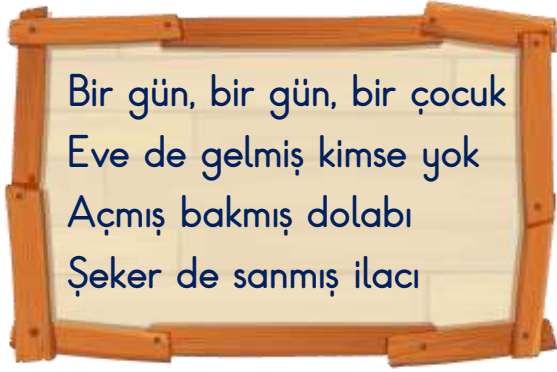 Bir gün, bir gün, bir çocuk
Eve de gelmiş kimse yok
Açmış bakmış dolabı
Şeker de sanmış ilacı